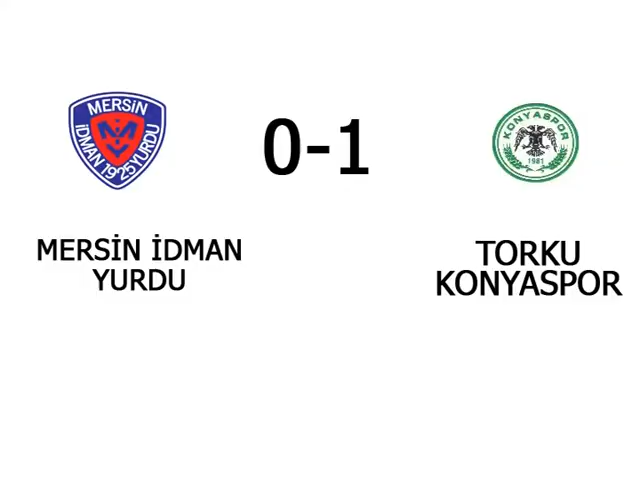 MERSİN
İDMAN 1925 YURDU
0-1
KONYASPOR
1981
MERSİN İDMAN
YURDU
TORKU
KONYASPOR